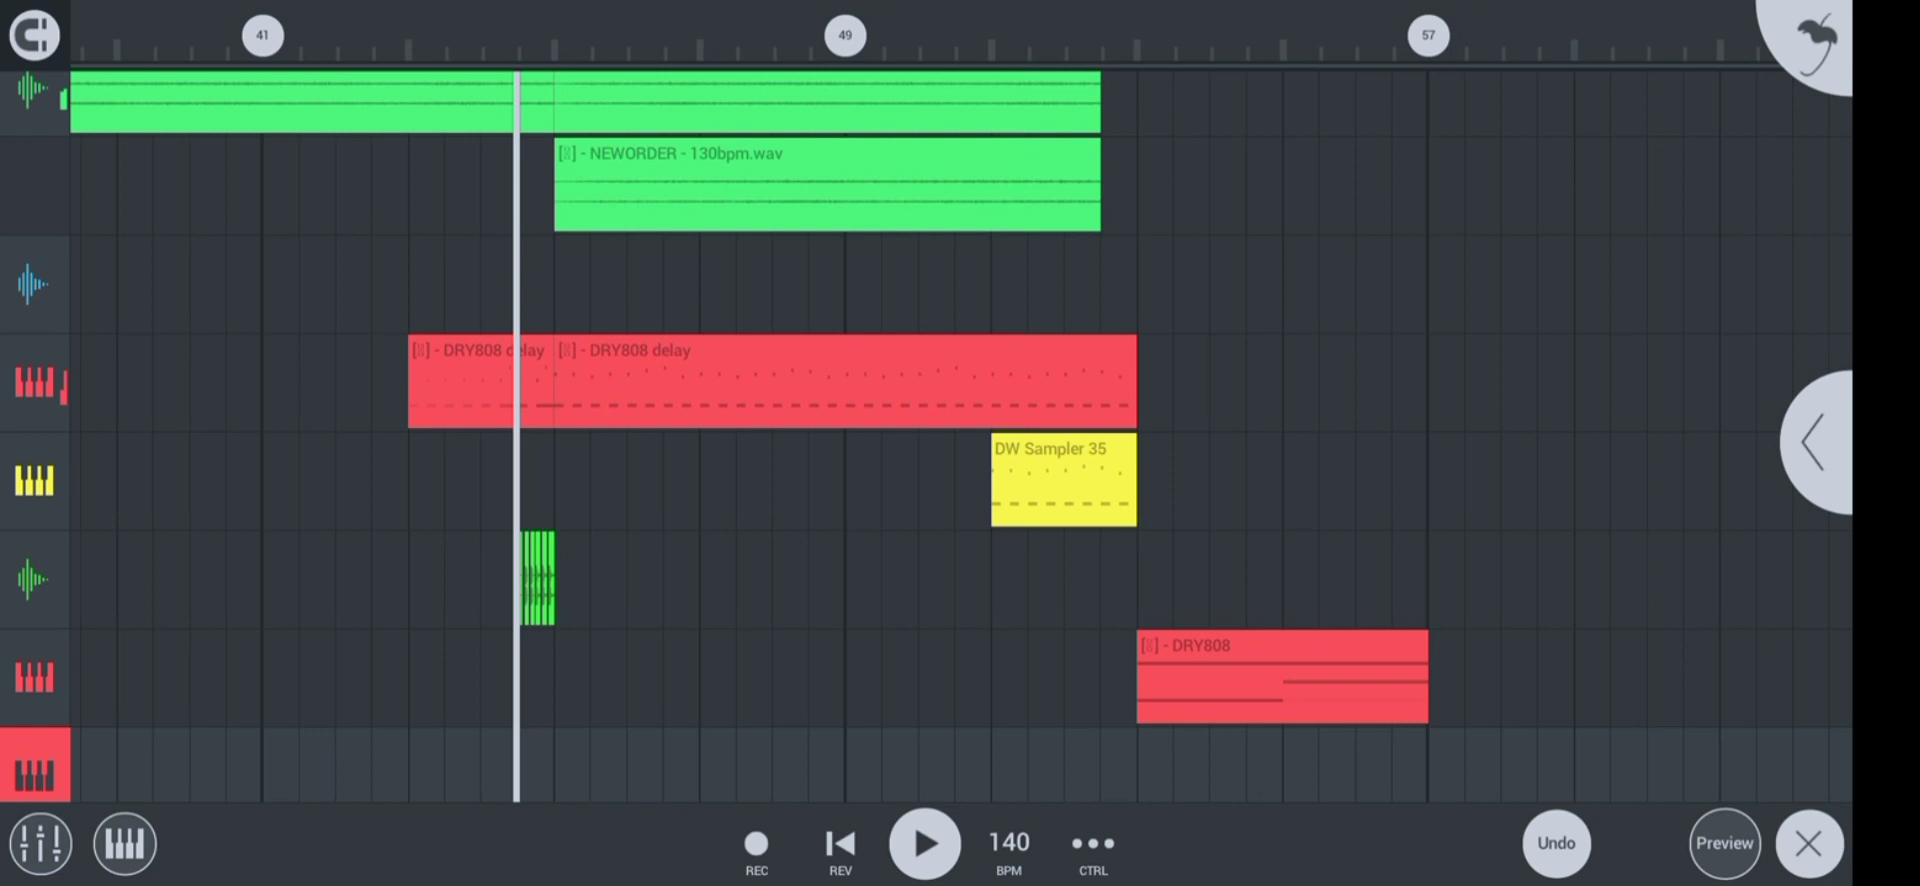 41
49
57
[▯] - NEWORDER - 130bpm.wav
[▯] - DRY808 delay
[▯] - DRY808 delay
DW Sampler 35
[▯] - DRY808
140
Undo
Preview
REC
REV
BPM
CTRL